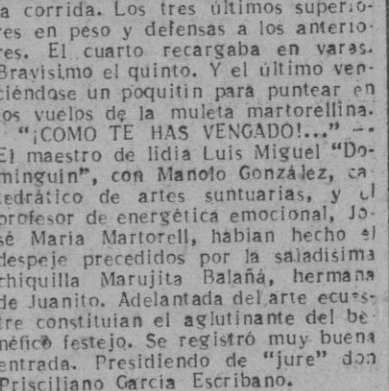 la corrida. Los tres últimos superio-
res en peso y defensas a los anterio-
res. El cuarto recargaba en varas.
Bravísimo el quinto. Y el último ven-
ciéndose un poquitín para puntear en
los vuelos de la muleta martorellina.
"¡COMO TE HAS VENGADO!..." —
El maestro de lidia Luis Miguel "Do-
minguín", con Manolo González, ca-
tedrático de artes suntuarias, y el
profesor de energética emocional, Jo-
sé María Martorell, habían hecho el
despeje precedidos por la saladísima
chiquilla Marujita Balañá, hermana
de Juanito. Adelantada del arte ecues-
tre constituían el aglutinante del be-
néfico festejo. Se registró muy buena
entrada. Presidiendo de "jure" don
Prisciliano García Escribano.